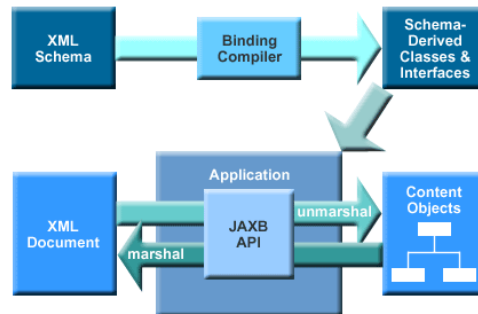 XML
Schema
Binding
Compiler
Schema-
Derived
Classes &
Interfaces
Application
XML
Document
JAXB
API
unmarshal
marshal
Content
Objects